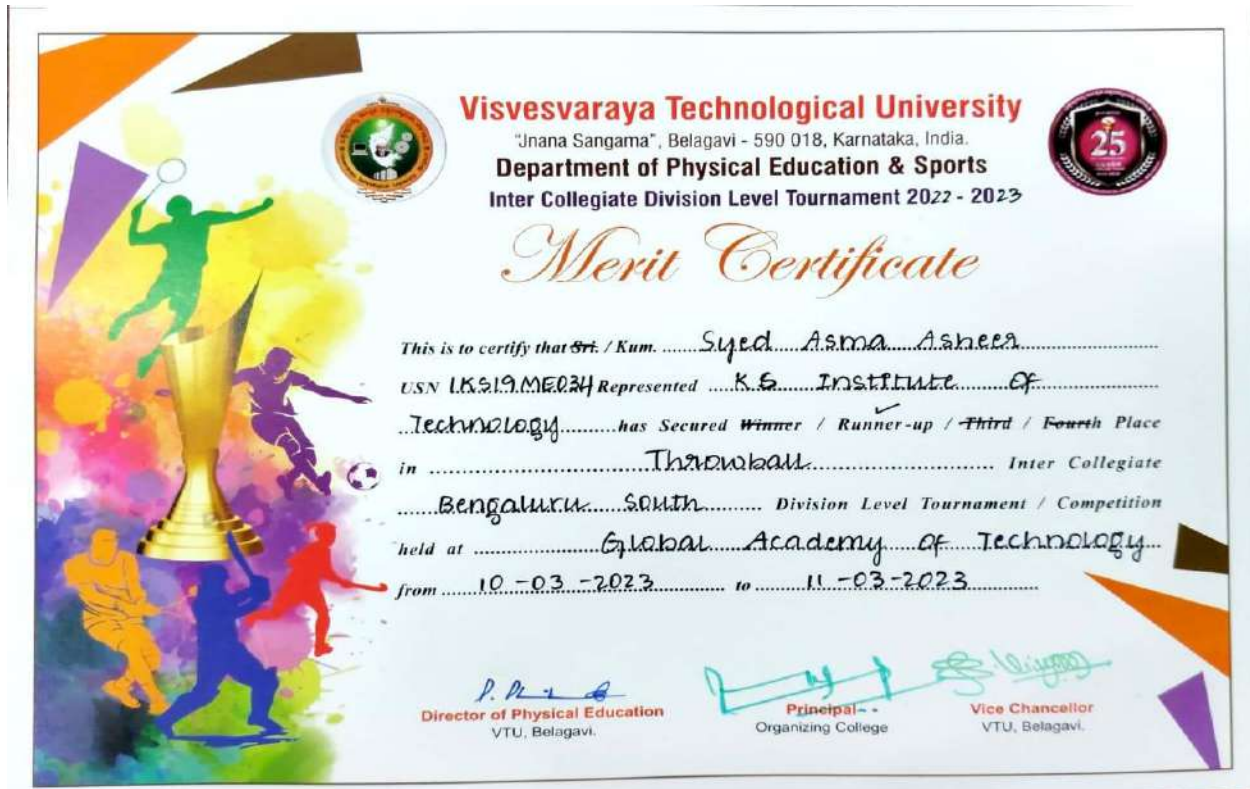 Visvesvaraya Technological University
"Jnana Sangama", Belagavi - 590 018, Karnataka, India.
Department of Physical Education & Sports
Inter Collegiate Division Level Tournament 2022 - 2023
25
Merit Certificate
This is to certify that Sri. / Kum. ....... Syed Asma Asheer
USN 1KS19ME034 Represented .... K S Institute Of
Technology ......... has Secured Winner / Runner-up / Third / Fourth Place
in ........ Throwball ........ Inter Collegiate
...... Bengaluru South ......... Division Level Tournament / Competition
held at ........ Global Academy of Technology
from ...... 10-03-2023 ........ to ....... 11-03-2023 .........
Director of Physical Education
VTU, Belagavi.
Principal
Organizing College
Vice Chancellor
VTU, Belagavi.